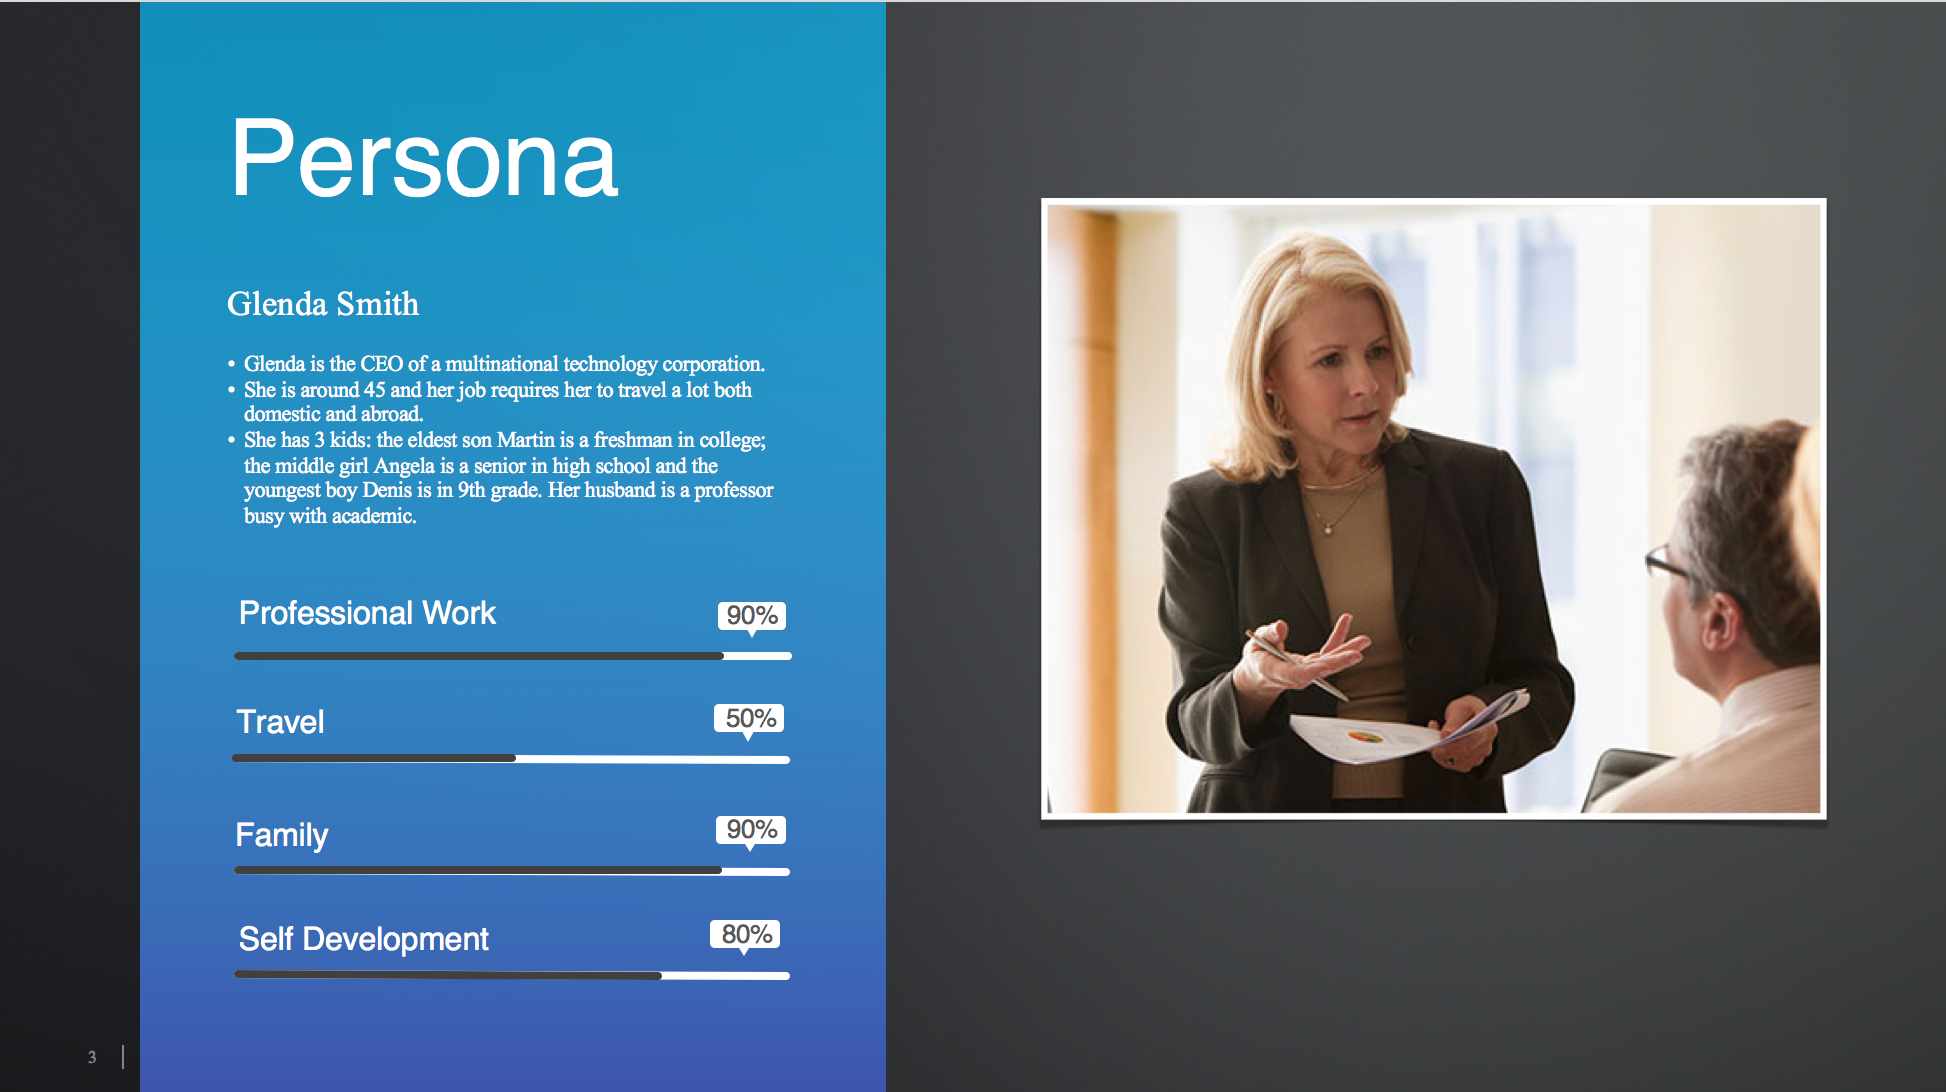 Persona
Glenda Smith
• Glenda is the CEO of a multinational technology corporation.
• She is around 45 and her job requires her to travel a lot both
domestic and abroad.
• She has 3 kids: the eldest son Martin is a freshman in college;
the middle girl Angela is a senior in high school and the
youngest boy Denis is in 9th grade. Her husband is a professor
busy with academic.
Professional Work
90%
Travel
50%
Family
90%
Self Development
80%
3